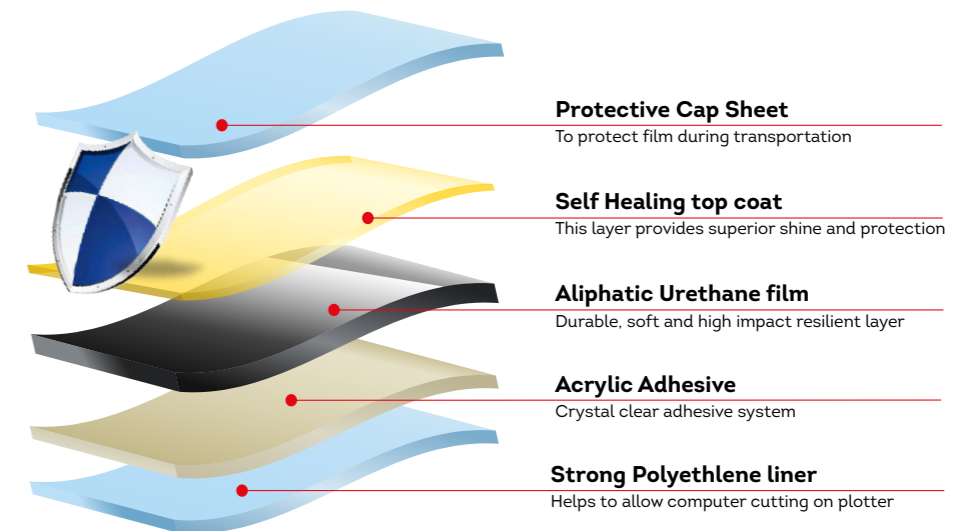 Protective Cap Sheet
To protect film during transportation
Self Healing top coat
This layer provides superior shine and protection
Aliphatic Urethane film
Durable, soft and high impact resilient layer
Acrylic Adhesive
Crystal clear adhesive system
Strong Polyethlene liner
Helps to allow computer cutting on plotter